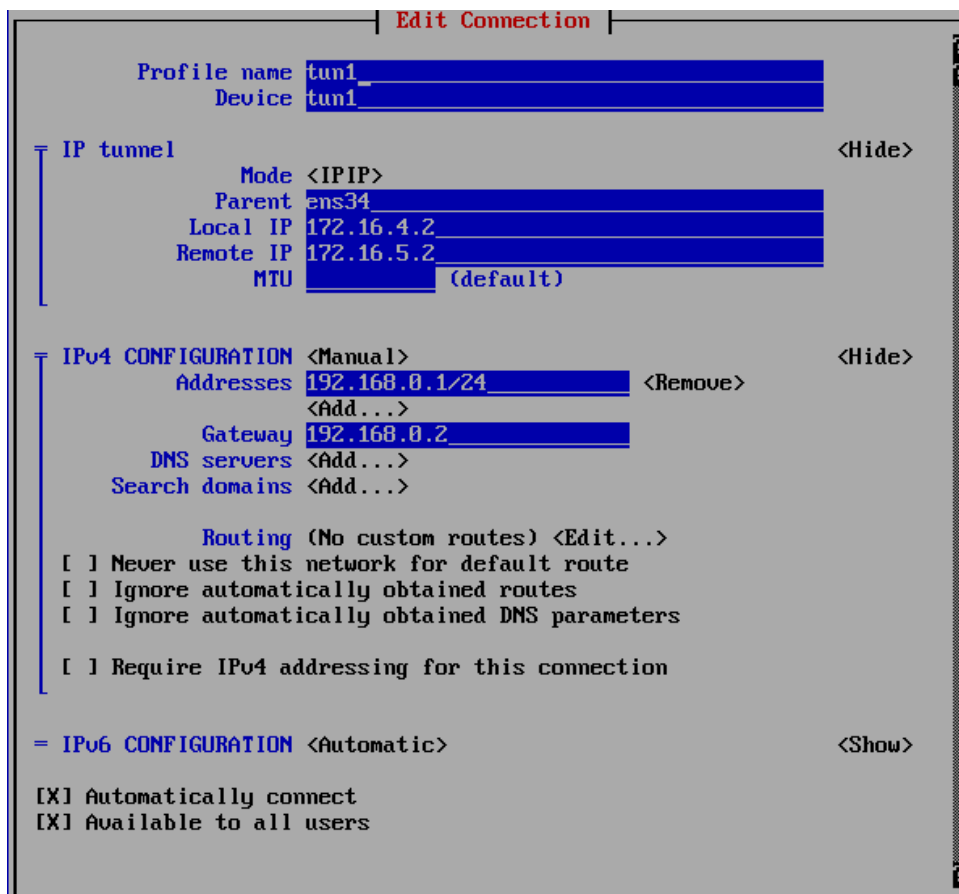 Edit Connection
Profile name tun1
Device tun1
IP tunnel <Hide>
Mode <IPIP>
Parent ens34
Local IP 172.16.4.2
Remote IP 172.16.5.2
MTU (default)
IPv4 CONFIGURATION <Manual> <Hide>
Addresses 192.168.0.1/24 <Remove>
<Add...>
Gateway 192.168.0.2
DNS servers <Add...>
Search domains <Add...>
Routing (No custom routes) <Edit...>
[ ] Never use this network for default route
[ ] Ignore automatically obtained routes
[ ] Ignore automatically obtained DNS parameters
[ ] Require IPv4 addressing for this connection
= IPv6 CONFIGURATION <Automatic> <Show>
[X] Automatically connect
[X] Available to all users